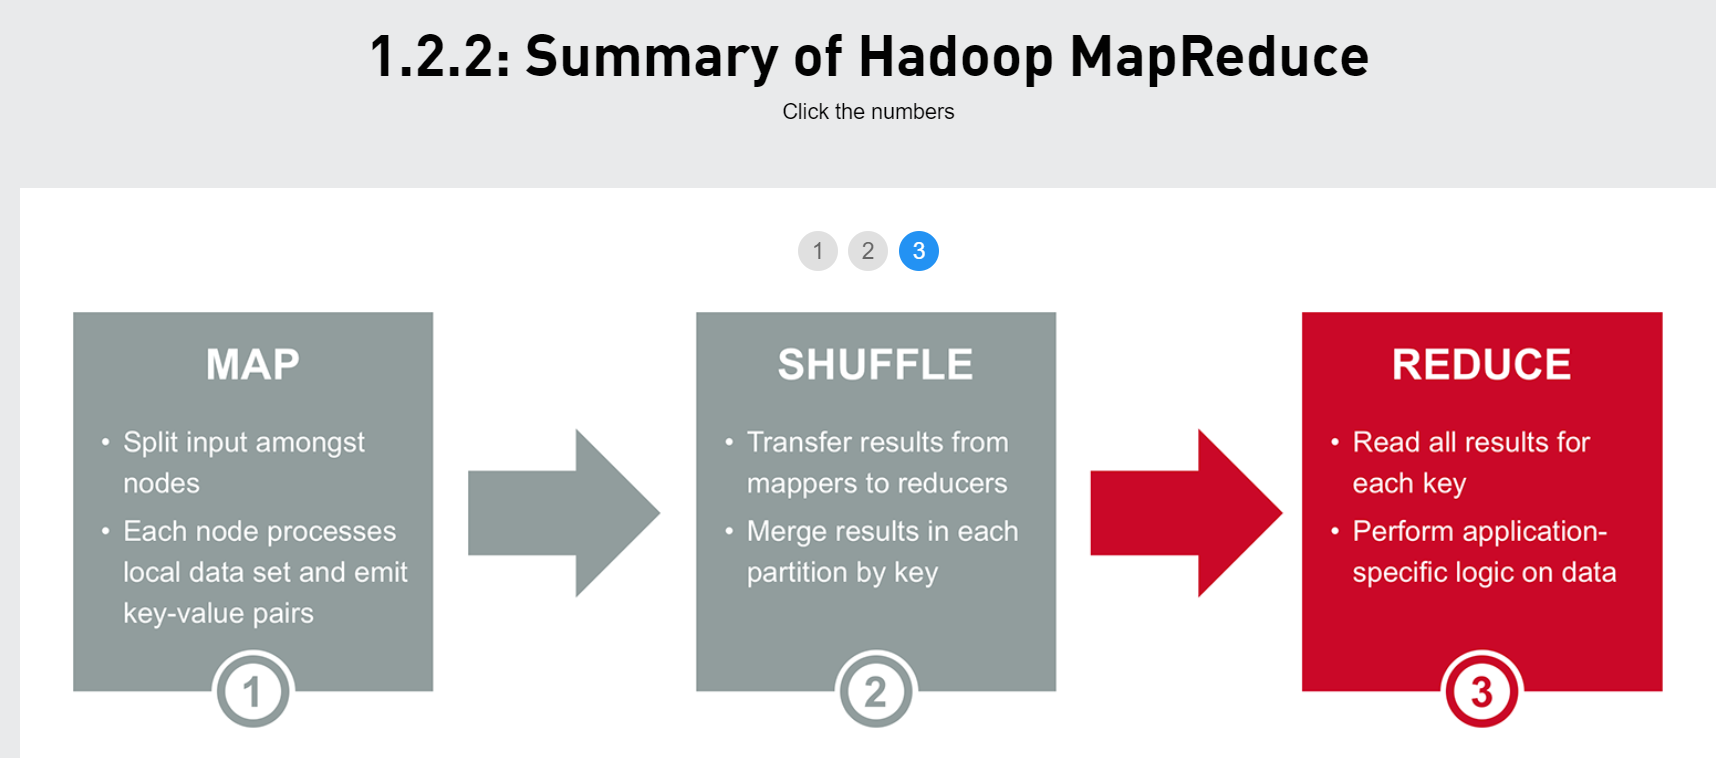 1.2.2: Summary of Hadoop MapReduce
Click the numbers
1 2 3
MAP
• Split input amongst
nodes
• Each node processes
local data set and emit
key-value pairs
1
SHUFFLE
• Transfer results from
mappers to reducers
• Merge results in each
partition by key
2
REDUCE
• Read all results for
each key
• Perform application-
specific logic on data
3